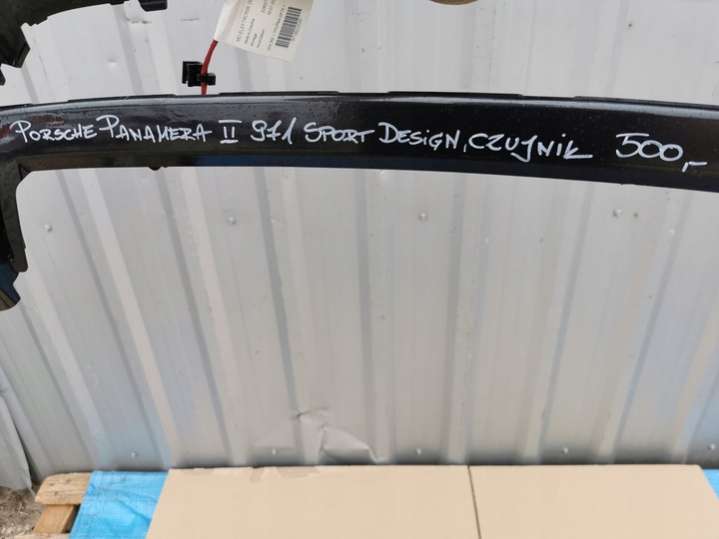 PORSCHE PANAMERA II 971 SPORT DESIGN, CZUJNIK 500,-